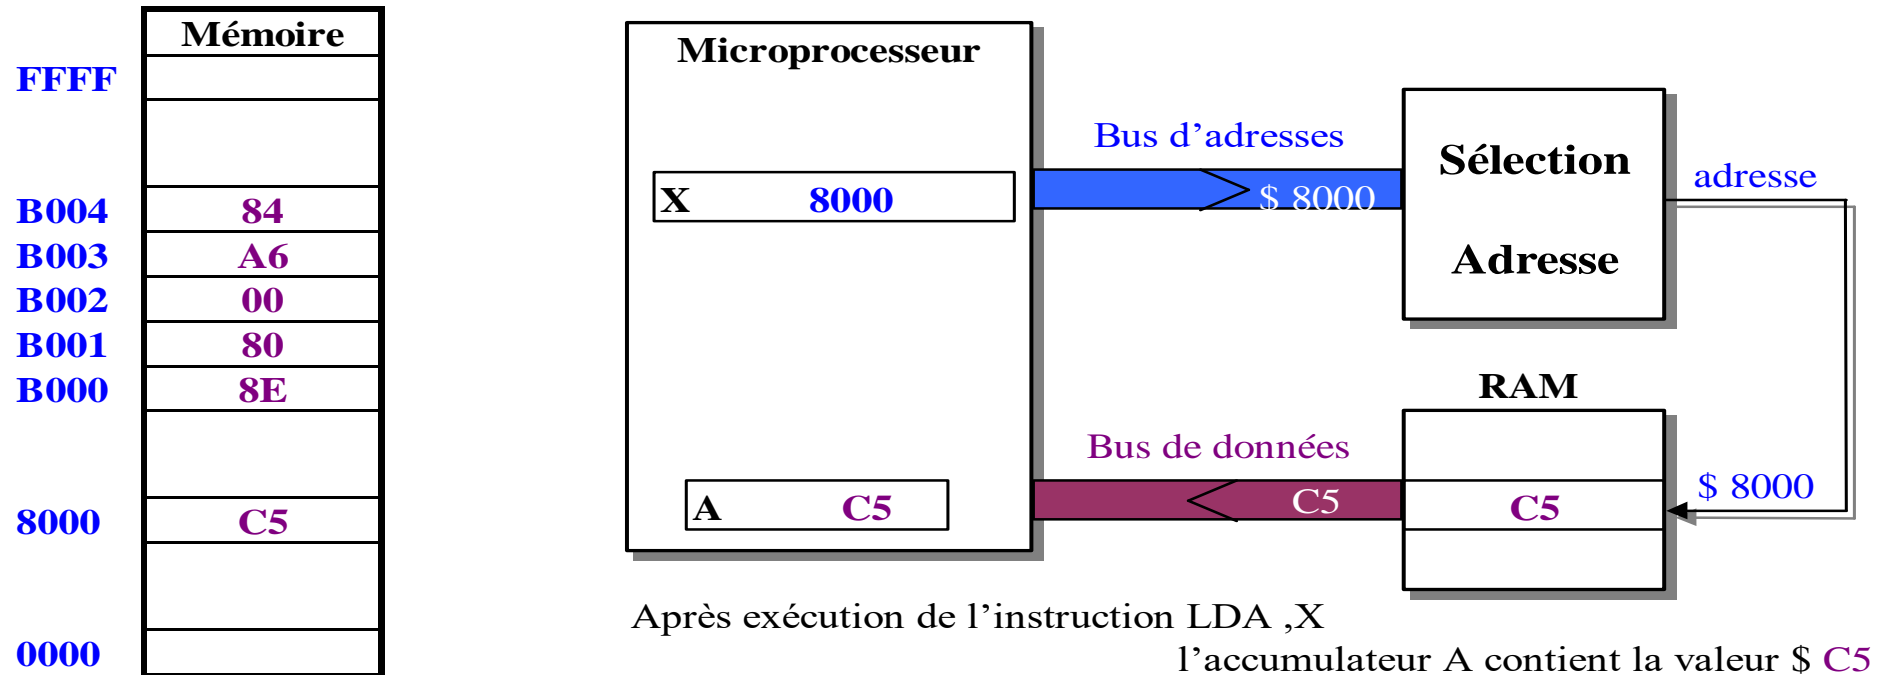 Mémoire
FFFF
B004 84
B003 A6
B002 00
B001 80
B000 8E
8000 C5
0000
Microprocesseur
X 8000
A C5
Bus d’adresses
$ 8000
Sélection
Adresse
adresse
RAM
Bus de données
C5
C5
$ 8000
Après exécution de l’instruction LDA ,X
l’accumulateur A contient la valeur $ C5